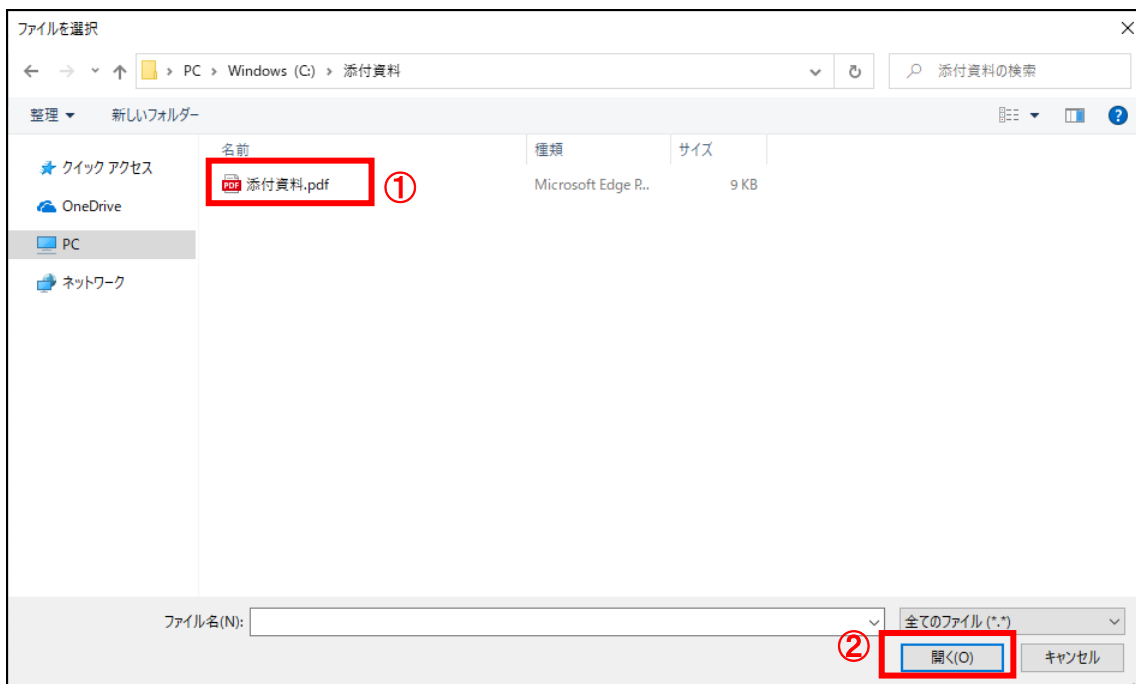 ファイルを選択
PC › Windows (C:) › 添付資料
添付資料の検索
整理 新しいフォルダー
名前 種類 サイズ
クイック アクセス
PDF 添付資料.pdf ① Microsoft Edge P... 9 KB
OneDrive
PC
ネットワーク
ファイル名(N): 全てのファイル (*.*)
② 開く(O) キャンセル